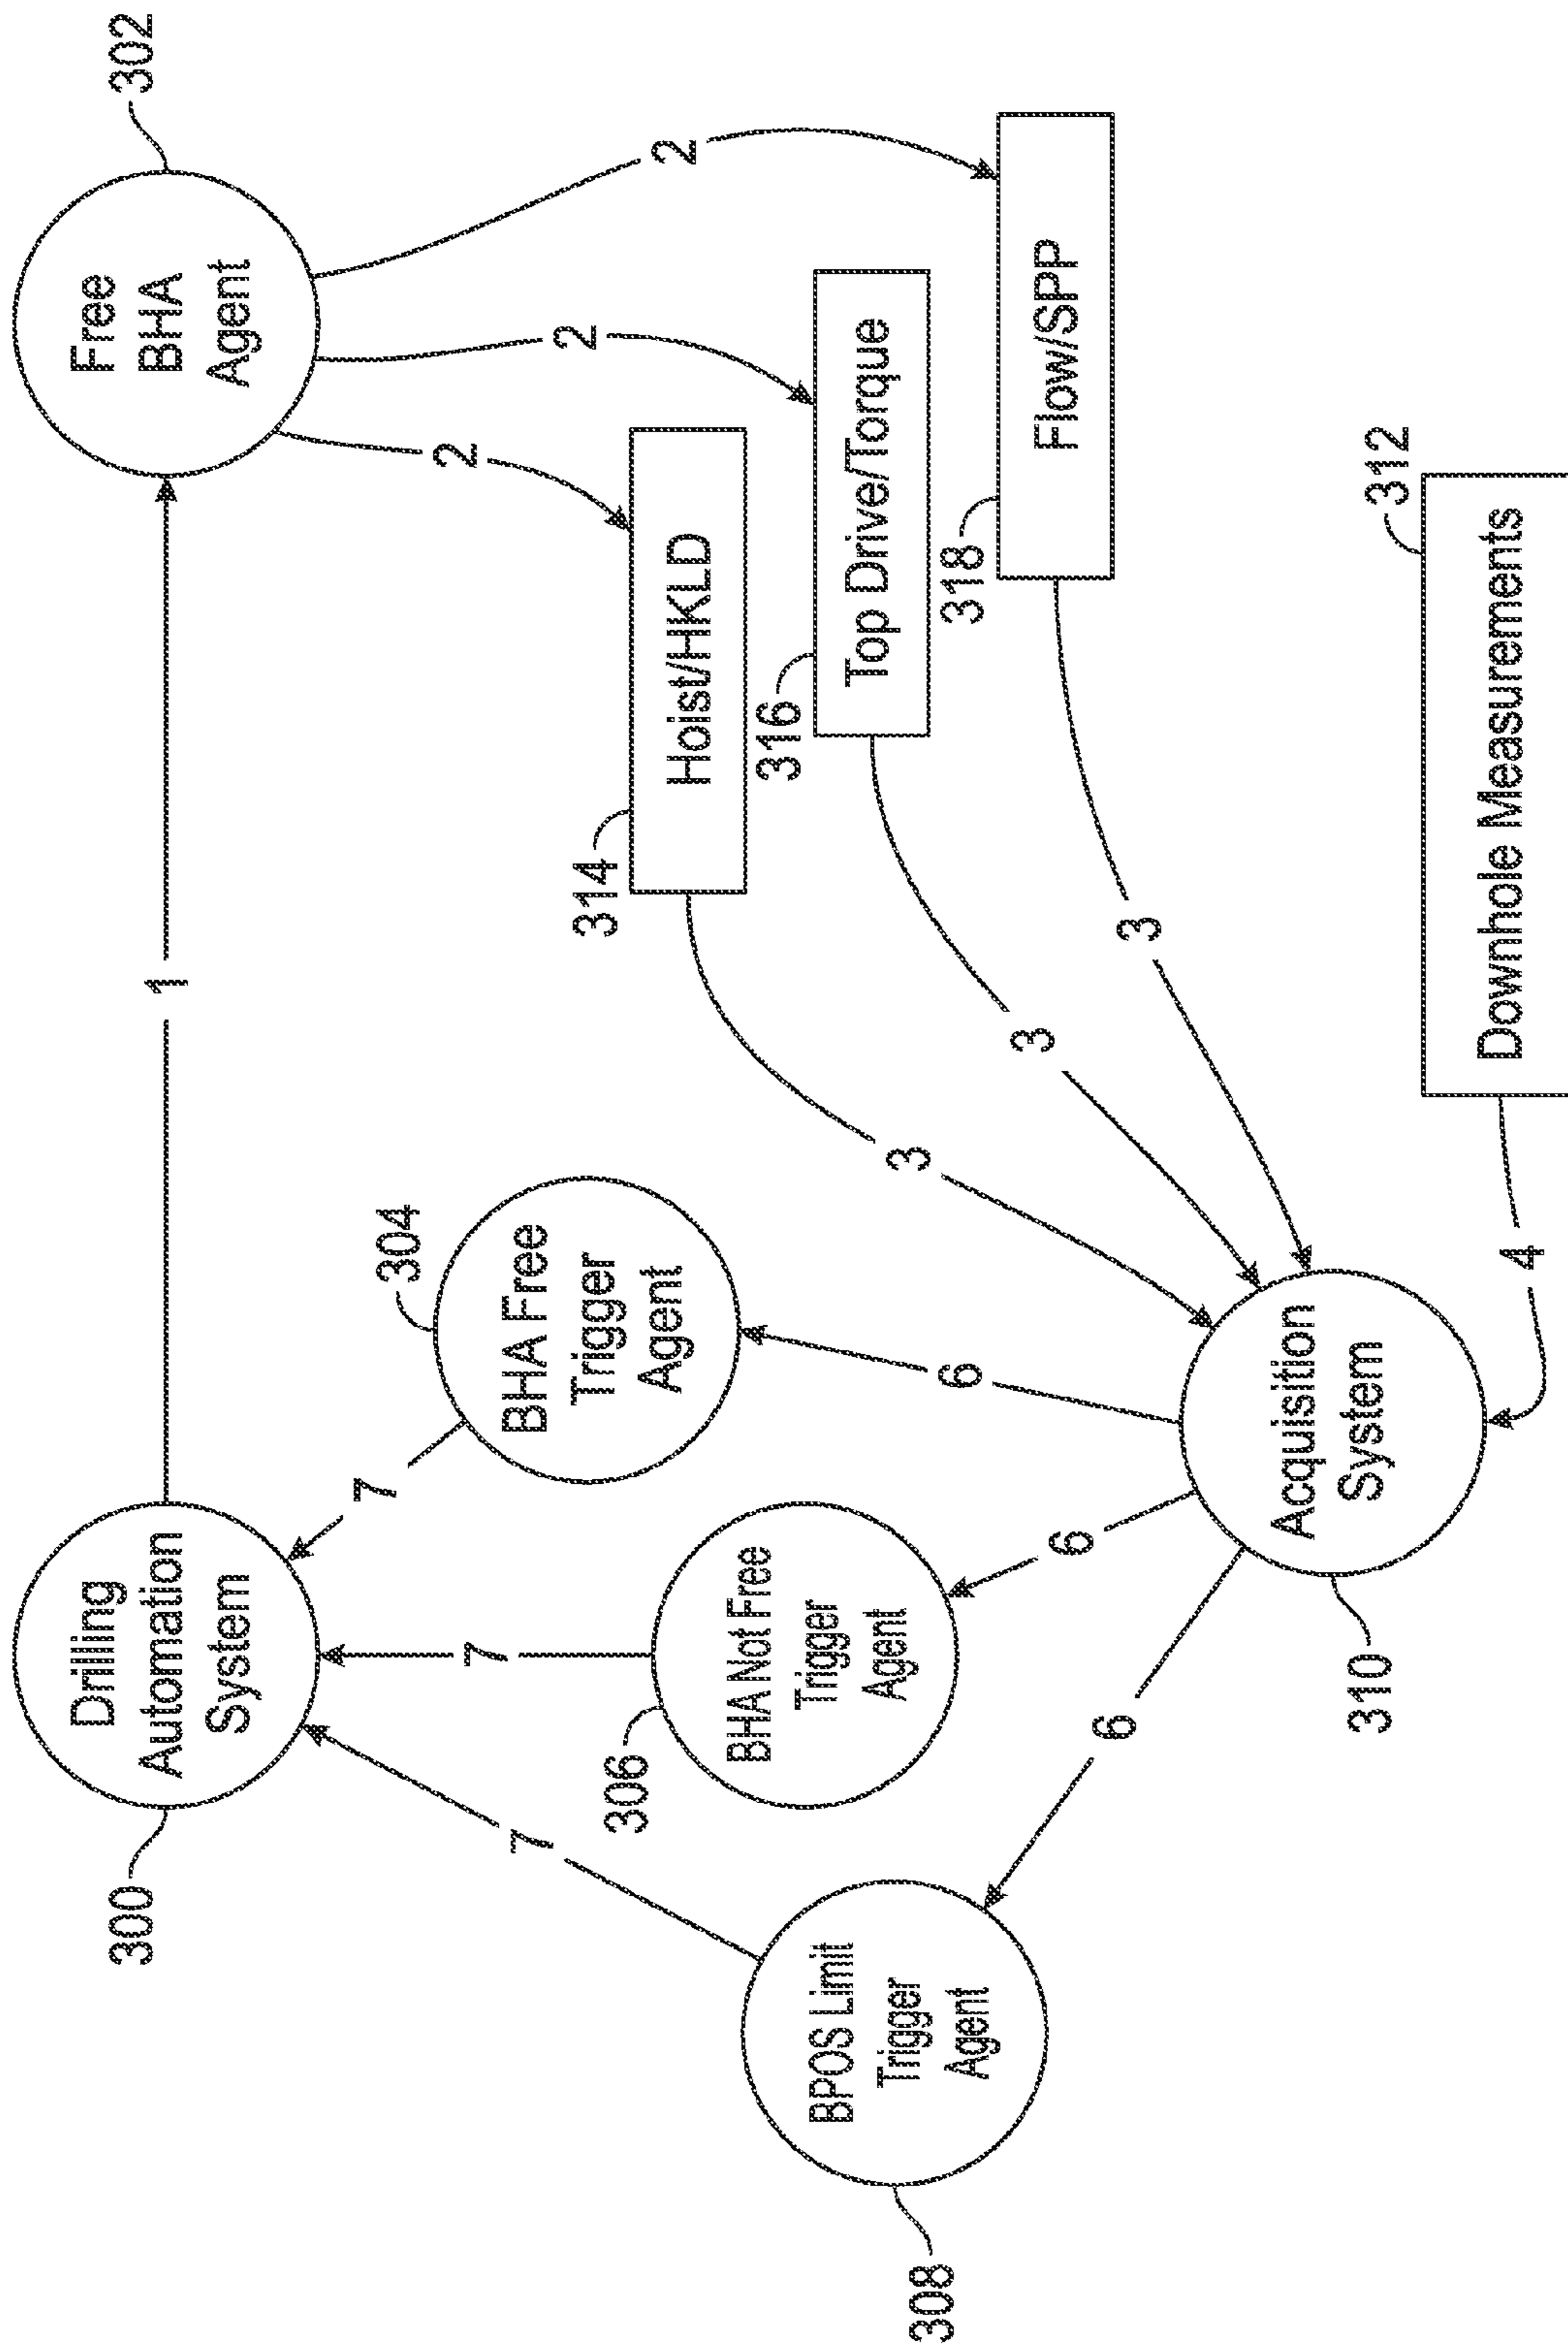 302
Free
BHA
Agent
1
2
2
2
Drilling
Automation
System
300
314
Hoist/HKLD
316
Top Drive/Torque
318
Flow/SPP
312
Downhole Measurements
304
BHA Free
Trigger
Agent
306
BHA Not Free
Trigger
Agent
308
BPOS Limit
Trigger
Agent
7
7
7
3
3
3
6
6
6
4
Acquisition
System
310